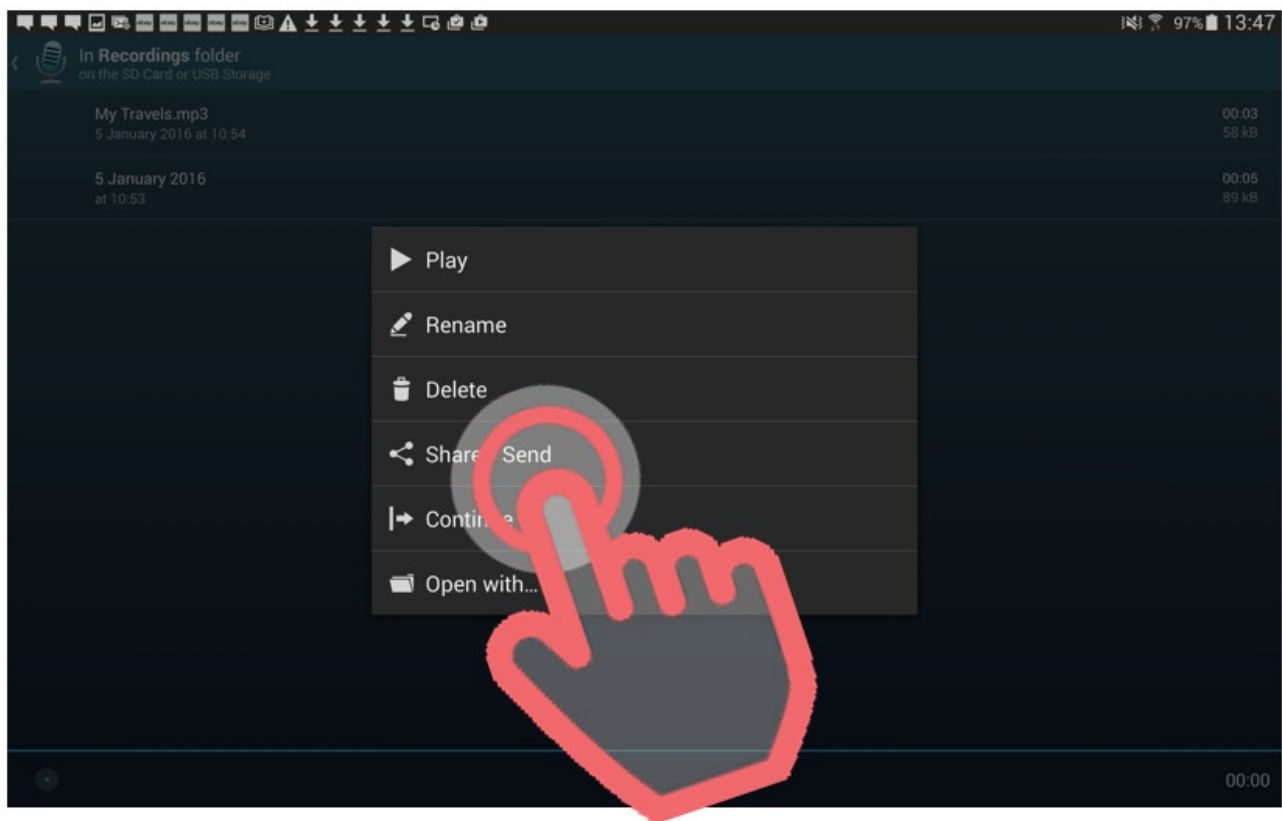 97% 13:47
In Recordings folder
on the SD Card or USB Storage
My Travels.mp3 00:03
5 January 2016 at 10:54 58 kB
5 January 2016 00:05
at 10:53 89 kB
Play
Rename
Delete
Share Send
Continue
Open with...
00:00